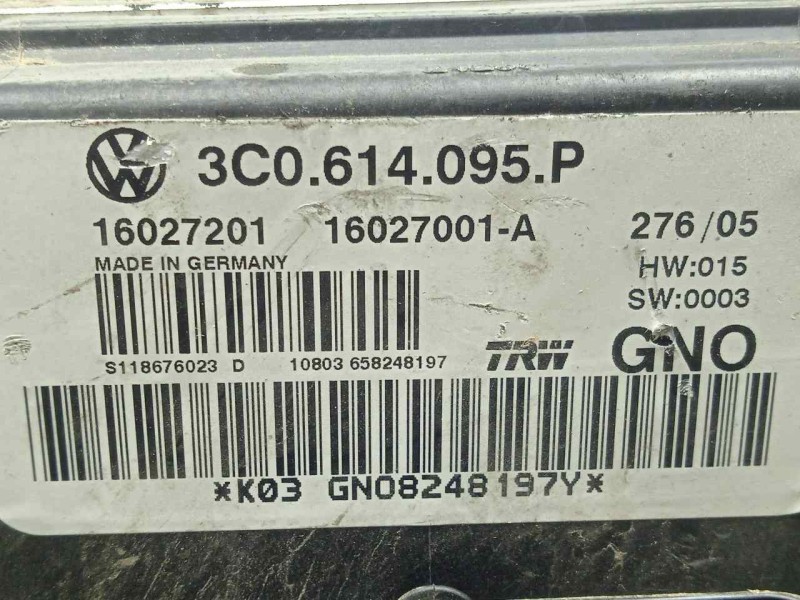 3C0.614.095.P
16027201 16027001-A 276/05
MADE IN GERMANY HW:015
SW:0003
S118676023 D 10803 658248197 TRW GNO
*K03 GNO8248197Y*